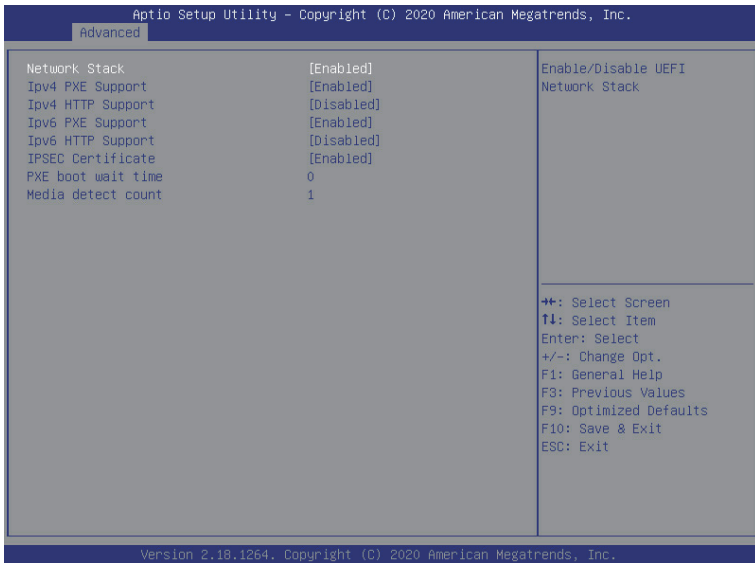 Aptio Setup Utility – Copyright (C) 2020 American Megatrends, Inc.
Advanced
Network Stack [Enabled]
Ipv4 PXE Support [Enabled]
Ipv4 HTTP Support [Disabled]
Ipv6 PXE Support [Enabled]
Ipv6 HTTP Support [Disabled]
IPSEC Certificate [Enabled]
PXE boot wait time 0
Media detect count 1
Enable/Disable UEFI
Network Stack
→←: Select Screen
↑↓: Select Item
Enter: Select
+/-: Change Opt.
F1: General Help
F3: Previous Values
F9: Optimized Defaults
F10: Save & Exit
ESC: Exit
Version 2.18.1264. Copyright (C) 2020 American Megatrends, Inc.